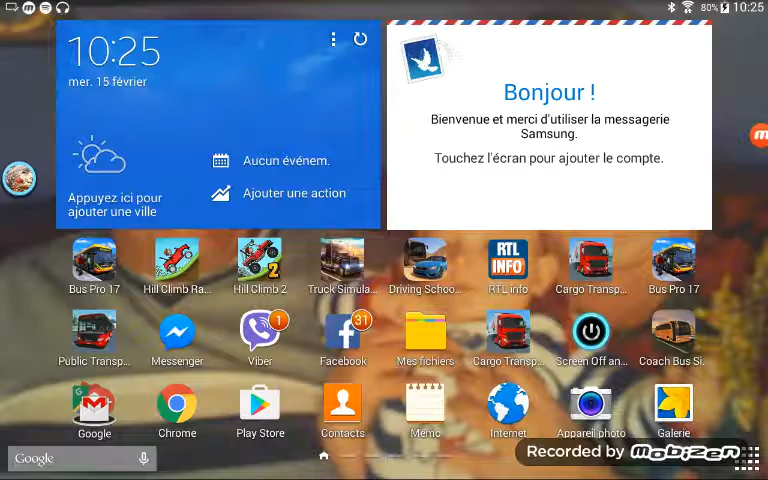 80% 10:25
10:25
mer. 15 février
Appuyez ici pour
ajouter une ville
Aucun événem.
Ajouter une action
Bonjour !
Bienvenue et merci d'utiliser la messagerie
Samsung.
Touchez l'écran pour ajouter le compte.
2
RTL
INFO
Bus Pro 17 Hill Climb Ra... Hill Climb 2 Truck Simula... Driving Schoo... RTL info Cargo Transp... Bus Pro 17
1 31
Public Transp... Messenger Viber Facebook Mes fichiers Cargo Transp... Screen Off an... Coach Bus Si.
Google Chrome Play Store Contacts Memo Internet Appareil photo Galerie
Google
Recorded by Mobizen